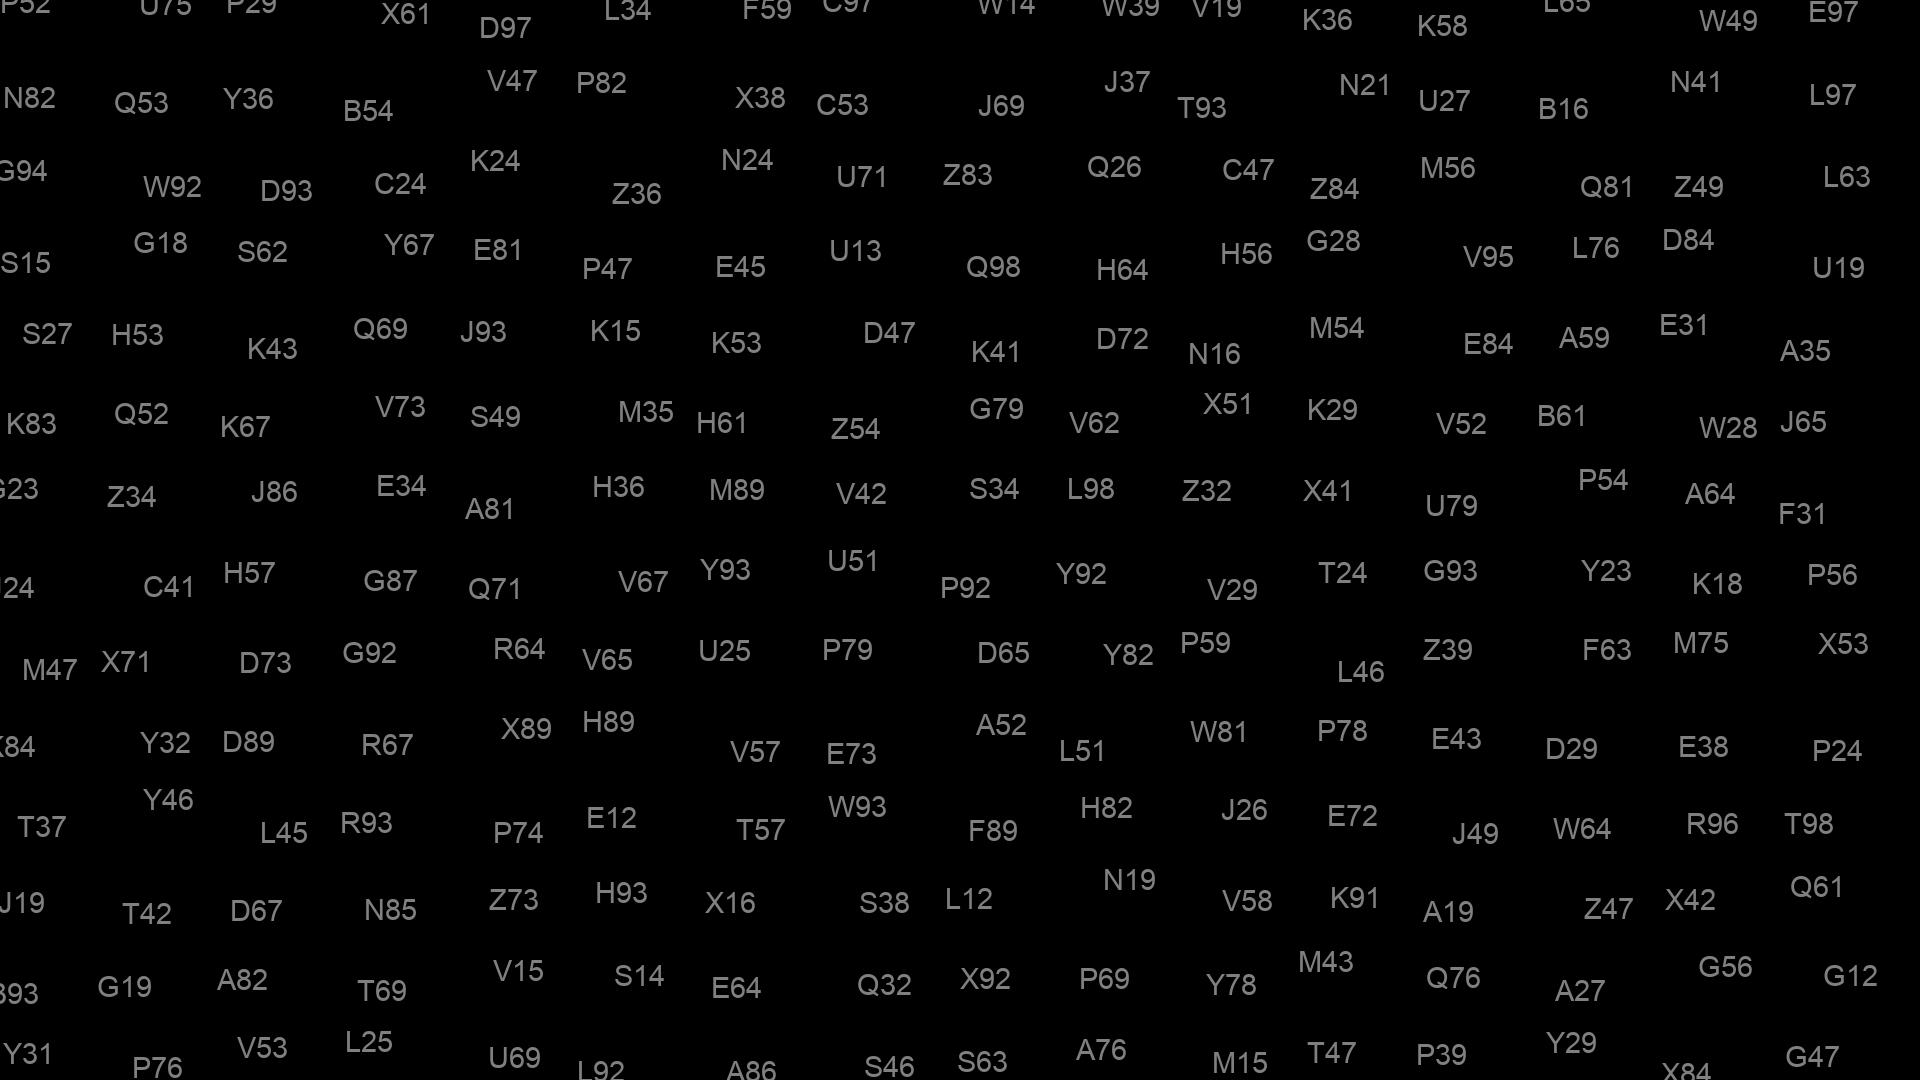 P52 U75 P29 X61 D97 L34 F59 C97 W14 W39 V19 K36 K58 L65 W49 E97
N82 Q53 Y36 B54 V47 P82 X38 C53 J69 J37 T93 N21 U27 B16 N41 L97
G94 W92 D93 C24 K24 Z36 N24 U71 Z83 Q26 C47 Z84 M56 Q81 Z49 L63
S15 G18 S62 Y67 E81 P47 E45 U13 Q98 H64 H56 G28 V95 L76 D84 U19
S27 H53 K43 Q69 J93 K15 K53 D47 K41 D72 N16 M54 E84 A59 E31 A35
K83 Q52 K67 V73 S49 M35 H61 Z54 G79 V62 X51 K29 V52 B61 W28 J65
G23 Z34 J86 E34 A81 H36 M89 V42 S34 L98 Z32 X41 U79 P54 A64 F31
24 C41 H57 G87 Q71 V67 Y93 U51 P92 Y92 V29 T24 G93 Y23 K18 P56
M47 X71 D73 G92 R64 V65 U25 P79 D65 Y82 P59 L46 Z39 F63 M75 X53
84 Y32 D89 R67 X89 H89 V57 E73 A52 L51 W81 P78 E43 D29 E38 P24
T37 Y46 L45 R93 P74 E12 T57 W93 F89 H82 J26 E72 J49 W64 R96 T98
J19 T42 D67 N85 Z73 H93 X16 S38 L12 N19 V58 K91 A19 Z47 X42 Q61
93 G19 A82 T69 V15 S14 E64 Q32 X92 P69 Y78 M43 Q76 A27 G56 G12
Y31 P76 V53 L25 U69 L92 A86 S46 S63 A76 M15 T47 P39 Y29 X84 G47